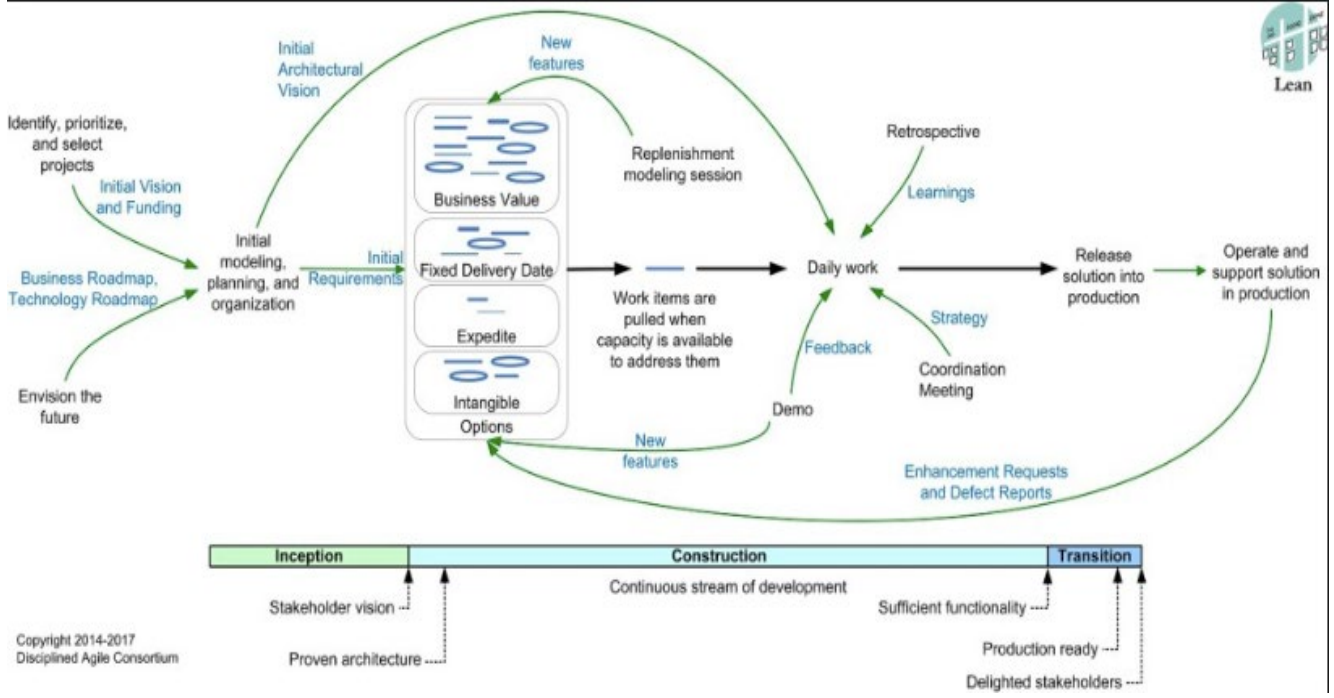 Initial
Architectural
Vision
New
features
Lean
Identify, prioritize,
and select
projects
Initial Vision
and Funding
Business Value
Replenishment
modeling session
Retrospective
Learnings
Initial
modeling,
planning, and
organization
Business Roadmap,
Technology Roadmap
Initial
Requirements
Fixed Delivery Date
Work items are
pulled when
capacity is available
to address them
Daily work
Release
solution into
production
Operate and
support solution
in production
Expedite
Feedback
Strategy
Coordination
Meeting
Envision the
future
Intangible
Options
Demo
New
features
Enhancement Requests
and Defect Reports
Inception
Construction
Transition
Continuous stream of development
Stakeholder vision
Sufficient functionality
Proven architecture
Production ready
Delighted stakeholders
Copyright 2014-2017
Disciplined Agile Consortium